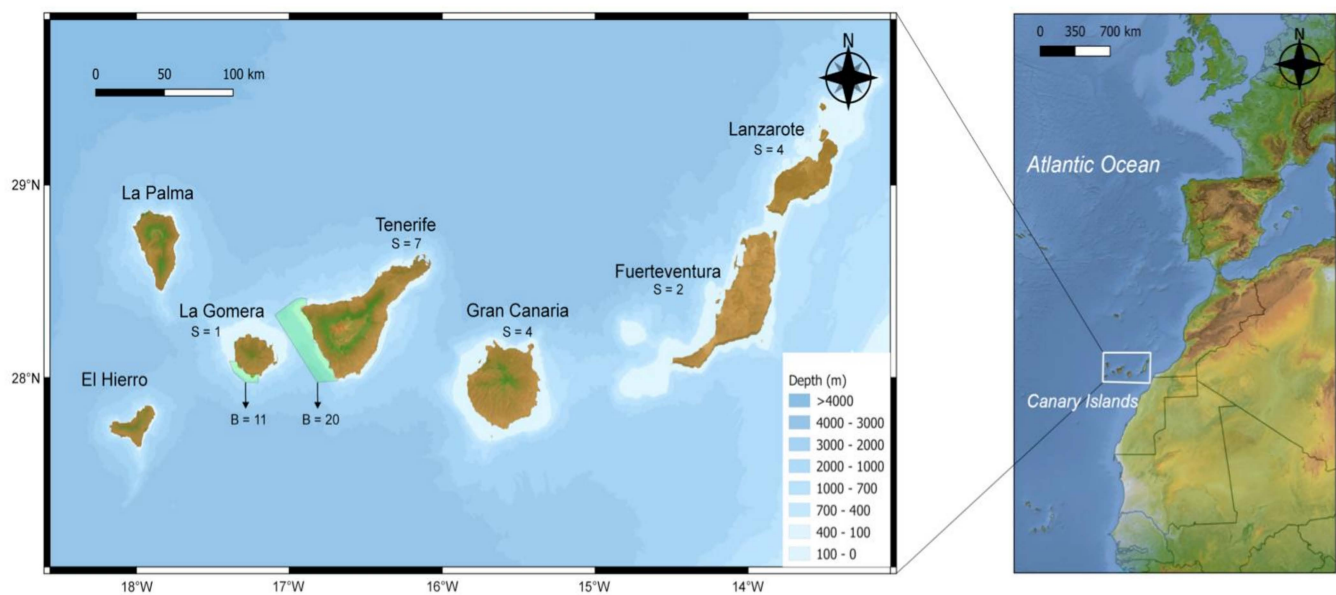 N
0 50 100 km
Lanzarote
S = 4
29°N
La Palma
Tenerife
S = 7
Fuerteventura
S = 2
La Gomera
S = 1
Gran Canaria
S = 4
28°N
El Hierro
B = 11
B = 20
Depth (m)
>4000
4000 - 3000
3000 - 2000
2000 - 1000
1000 - 700
700 - 400
400 - 100
100 - 0
18°W 17°W 16°W 15°W 14°W
0 350 700 km
N
Atlantic Ocean
Canary Islands